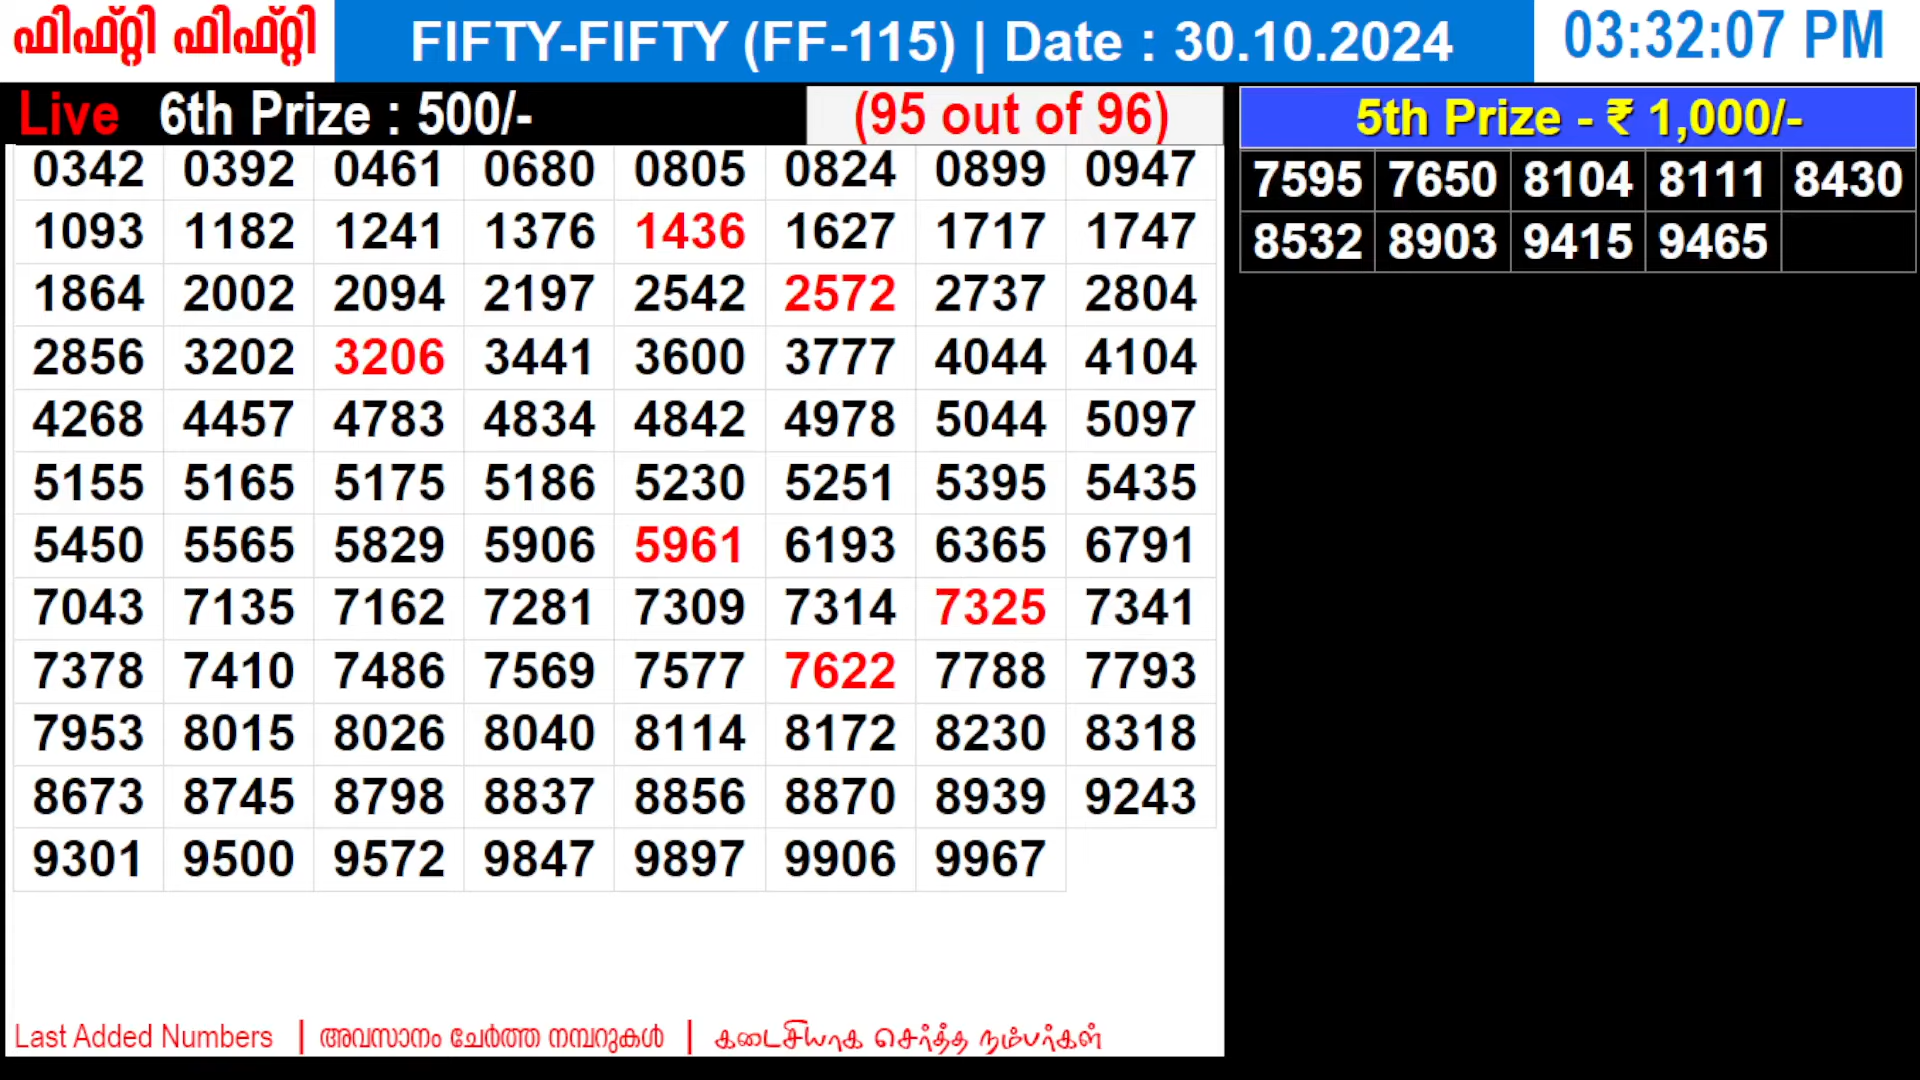 ഫിഫ്റ്റി ഫിഫ്റ്റി FIFTY-FIFTY (FF-115) | Date : 30.10.2024 03:32:07 PM
Live 6th Prize : 500/- (95 out of 96)
0342 0392 0461 0680 0805 0824 0899 0947
1093 1182 1241 1376 1436 1627 1717 1747
1864 2002 2094 2197 2542 2572 2737 2804
2856 3202 3206 3441 3600 3777 4044 4104
4268 4457 4783 4834 4842 4978 5044 5097
5155 5165 5175 5186 5230 5251 5395 5435
5450 5565 5829 5906 5961 6193 6365 6791
7043 7135 7162 7281 7309 7314 7325 7341
7378 7410 7486 7569 7577 7622 7788 7793
7953 8015 8026 8040 8114 8172 8230 8318
8673 8745 8798 8837 8856 8870 8939 9243
9301 9500 9572 9847 9897 9906 9967
Last Added Numbers | അവസാനം ചേർത്ത നമ്പറുകൾ | கடைசியாக சேர்த்த நம்பர்கள்
5th Prize - ₹ 1,000/-
7595 7650 8104 8111 8430
8532 8903 9415 9465